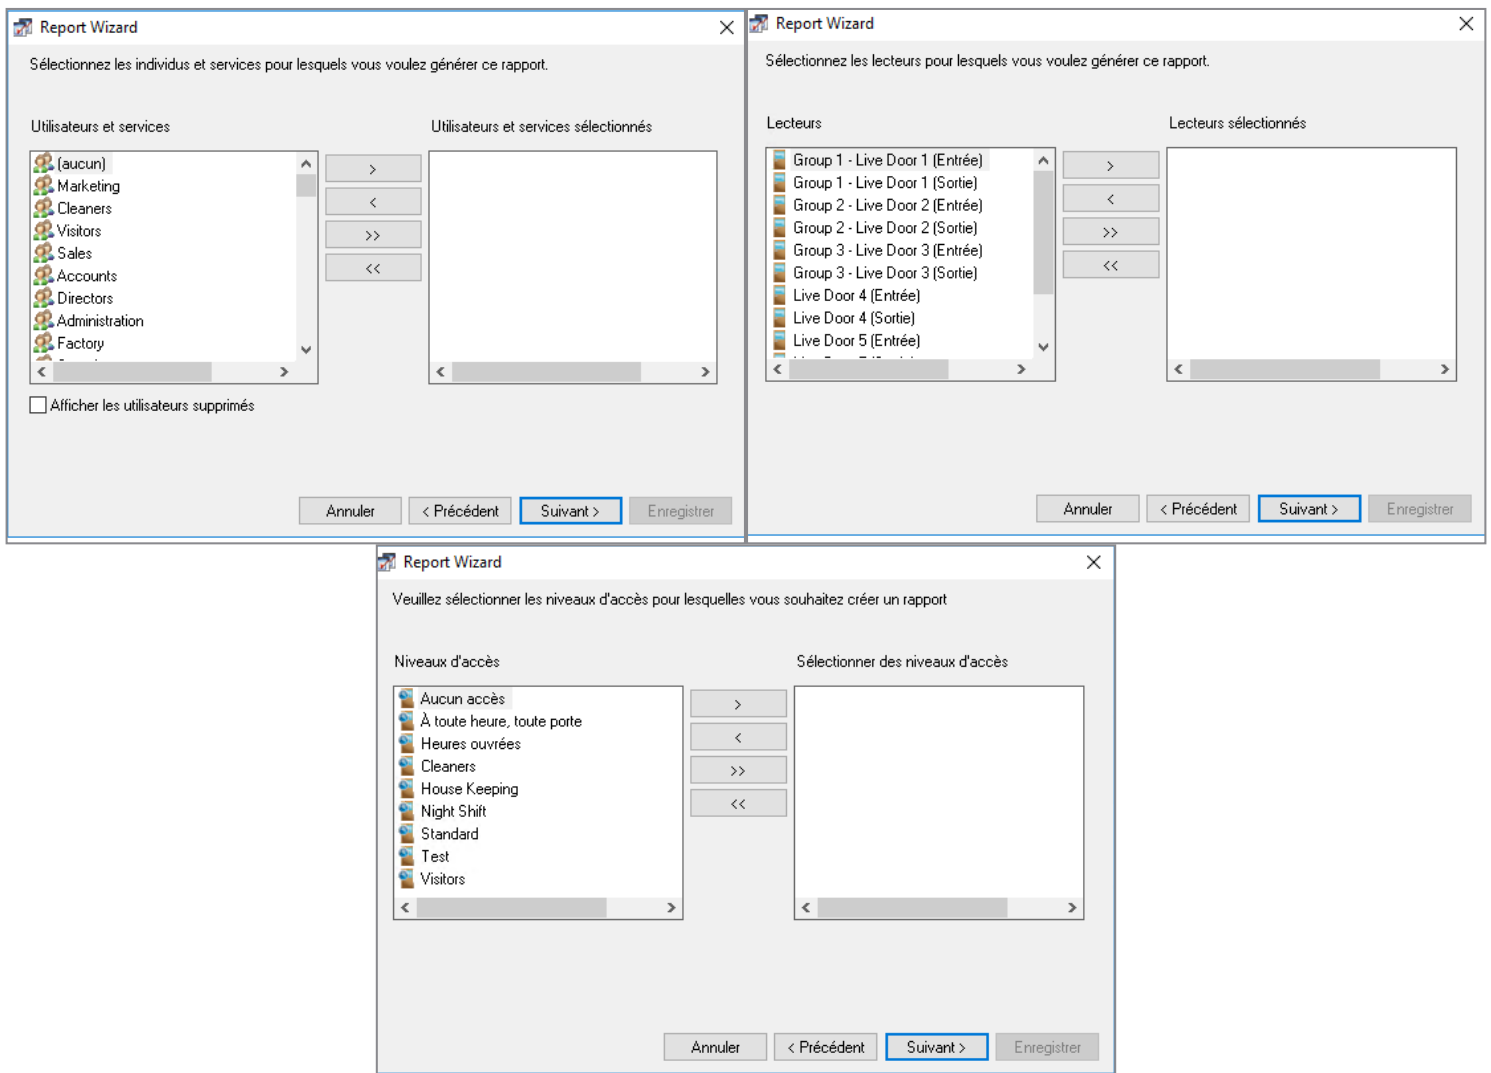 Report Wizard
Sélectionnez les individus et services pour lesquels vous voulez générer ce rapport.
Utilisateurs et services
Utilisateurs et services sélectionnés
(aucun)
Marketing
Cleaners
Visitors
Sales
Accounts
Directors
Administration
Factory
>
<
>>
<<
Afficher les utilisateurs supprimés
Annuler
< Précédent
Suivant >
Enregistrer
Report Wizard
Sélectionnez les lecteurs pour lesquels vous voulez générer ce rapport.
Lecteurs
Lecteurs sélectionnés
Group 1 - Live Door 1 (Entrée)
Group 1 - Live Door 1 (Sortie)
Group 2 - Live Door 2 (Entrée)
Group 2 - Live Door 2 (Sortie)
Group 3 - Live Door 3 (Entrée)
Group 3 - Live Door 3 (Sortie)
Live Door 4 (Entrée)
Live Door 4 (Sortie)
Live Door 5 (Entrée)
>
<
>>
<<
Annuler
< Précédent
Suivant >
Enregistrer
Report Wizard
Veuillez sélectionner les niveaux d'accès pour lesquelles vous souhaitez créer un rapport
Niveaux d'accès
Sélectionner des niveaux d'accès
Aucun accès
À toute heure, toute porte
Heures ouvrées
Cleaners
House Keeping
Night Shift
Standard
Test
Visitors
>
<
>>
<<
Annuler
< Précédent
Suivant >
Enregistrer